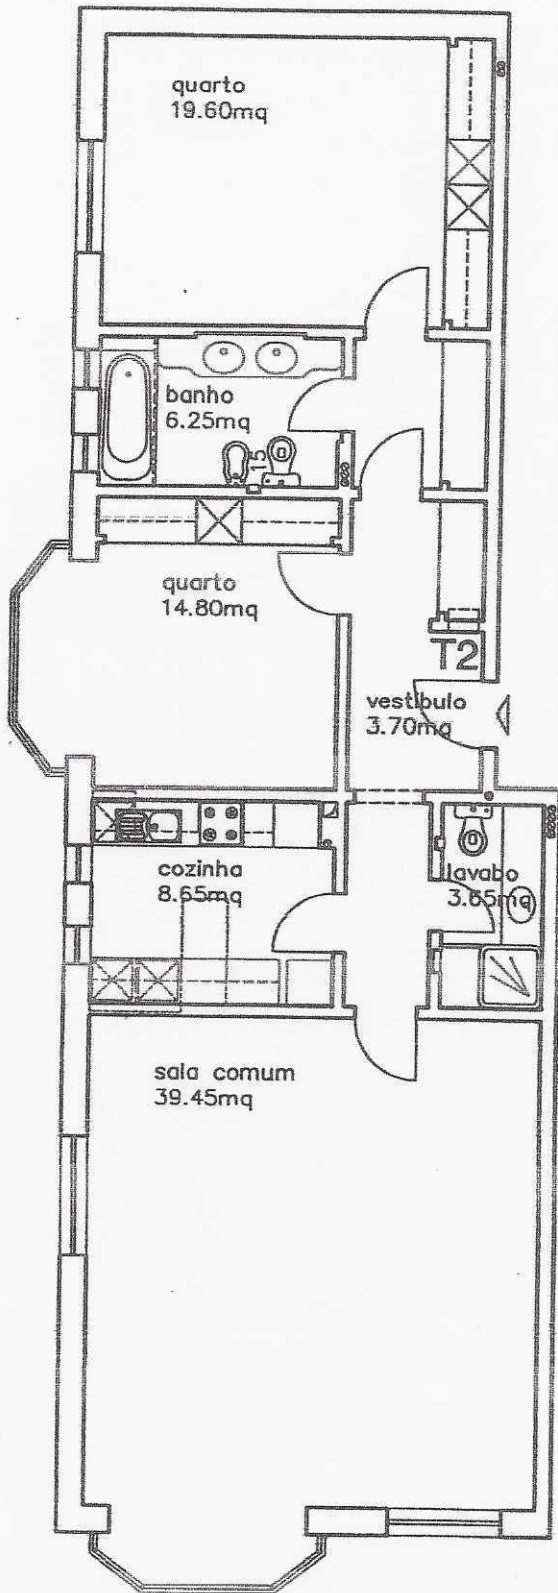 quarto
19.60mq
banho
6.25mq
15
quarto
14.80mq
T2
vestíbulo
3.70mq
cozinha
8.65mq
lavabo
3.65mq
sala comum
39.45mq